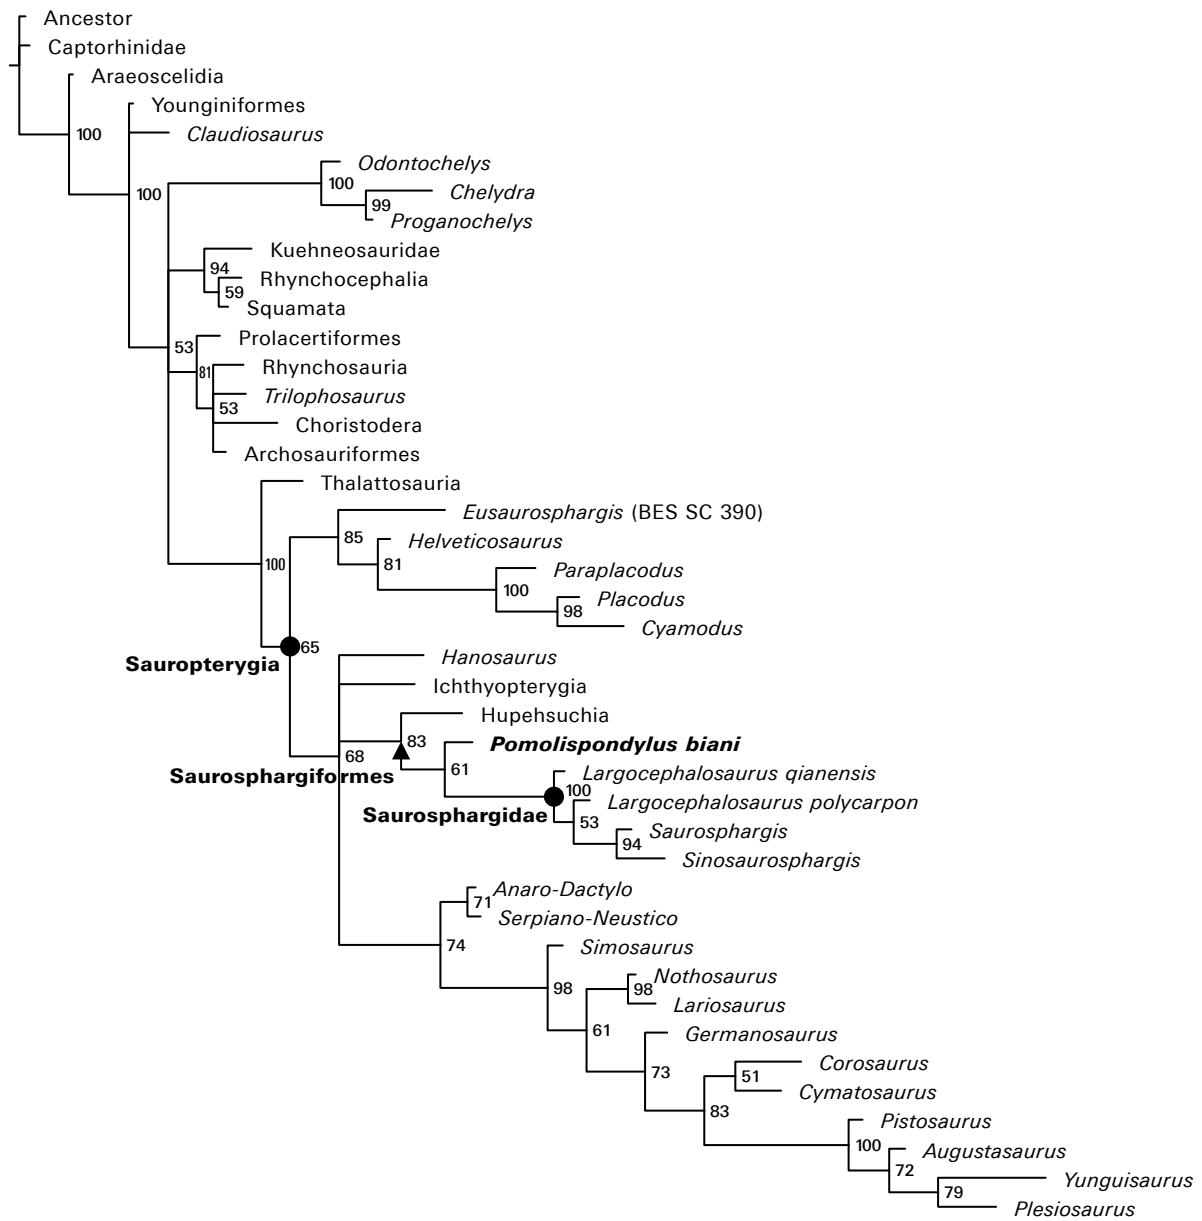 Ancestor
Captorhinidae
Araeoscelidia
Younginiformes
100 Claudiosaurus
Odontochelys
100
100 Chelydra
99
Proganochelys
Kuehneosauridae
94
Rhynchocephalia
59
Squamata
Prolacertiformes
53
Rhynchosauria
81
Trilophosaurus
53
Choristodera
Archosauriformes
Thalattosauria
Eusaurosphargis (BES SC 390)
85
Helveticosaurus
100 81
Paraplacodus
100
Placodus
98
Cyamodus
65
Sauropterygia
Hanosaurus
Ichthyopterygia
Hupehsuchia
83
Pomolispondylus biani
68
61
Saurosphargiformes
Largocephalosaurus qianensis
100
Largocephalosaurus polycarpon
Saurosphargidae
53
Saurosphargis
94
Sinosaurosphargis
Anaro-Dactylo
71
Serpiano-Neustico
74
Simosaurus
Nothosaurus
98 98
Lariosaurus
61
Germanosaurus
Corosaurus
73 51
Cymatosaurus
83
Pistosaurus
100
Augustasaurus
72
Yunguisaurus
79
Plesiosaurus